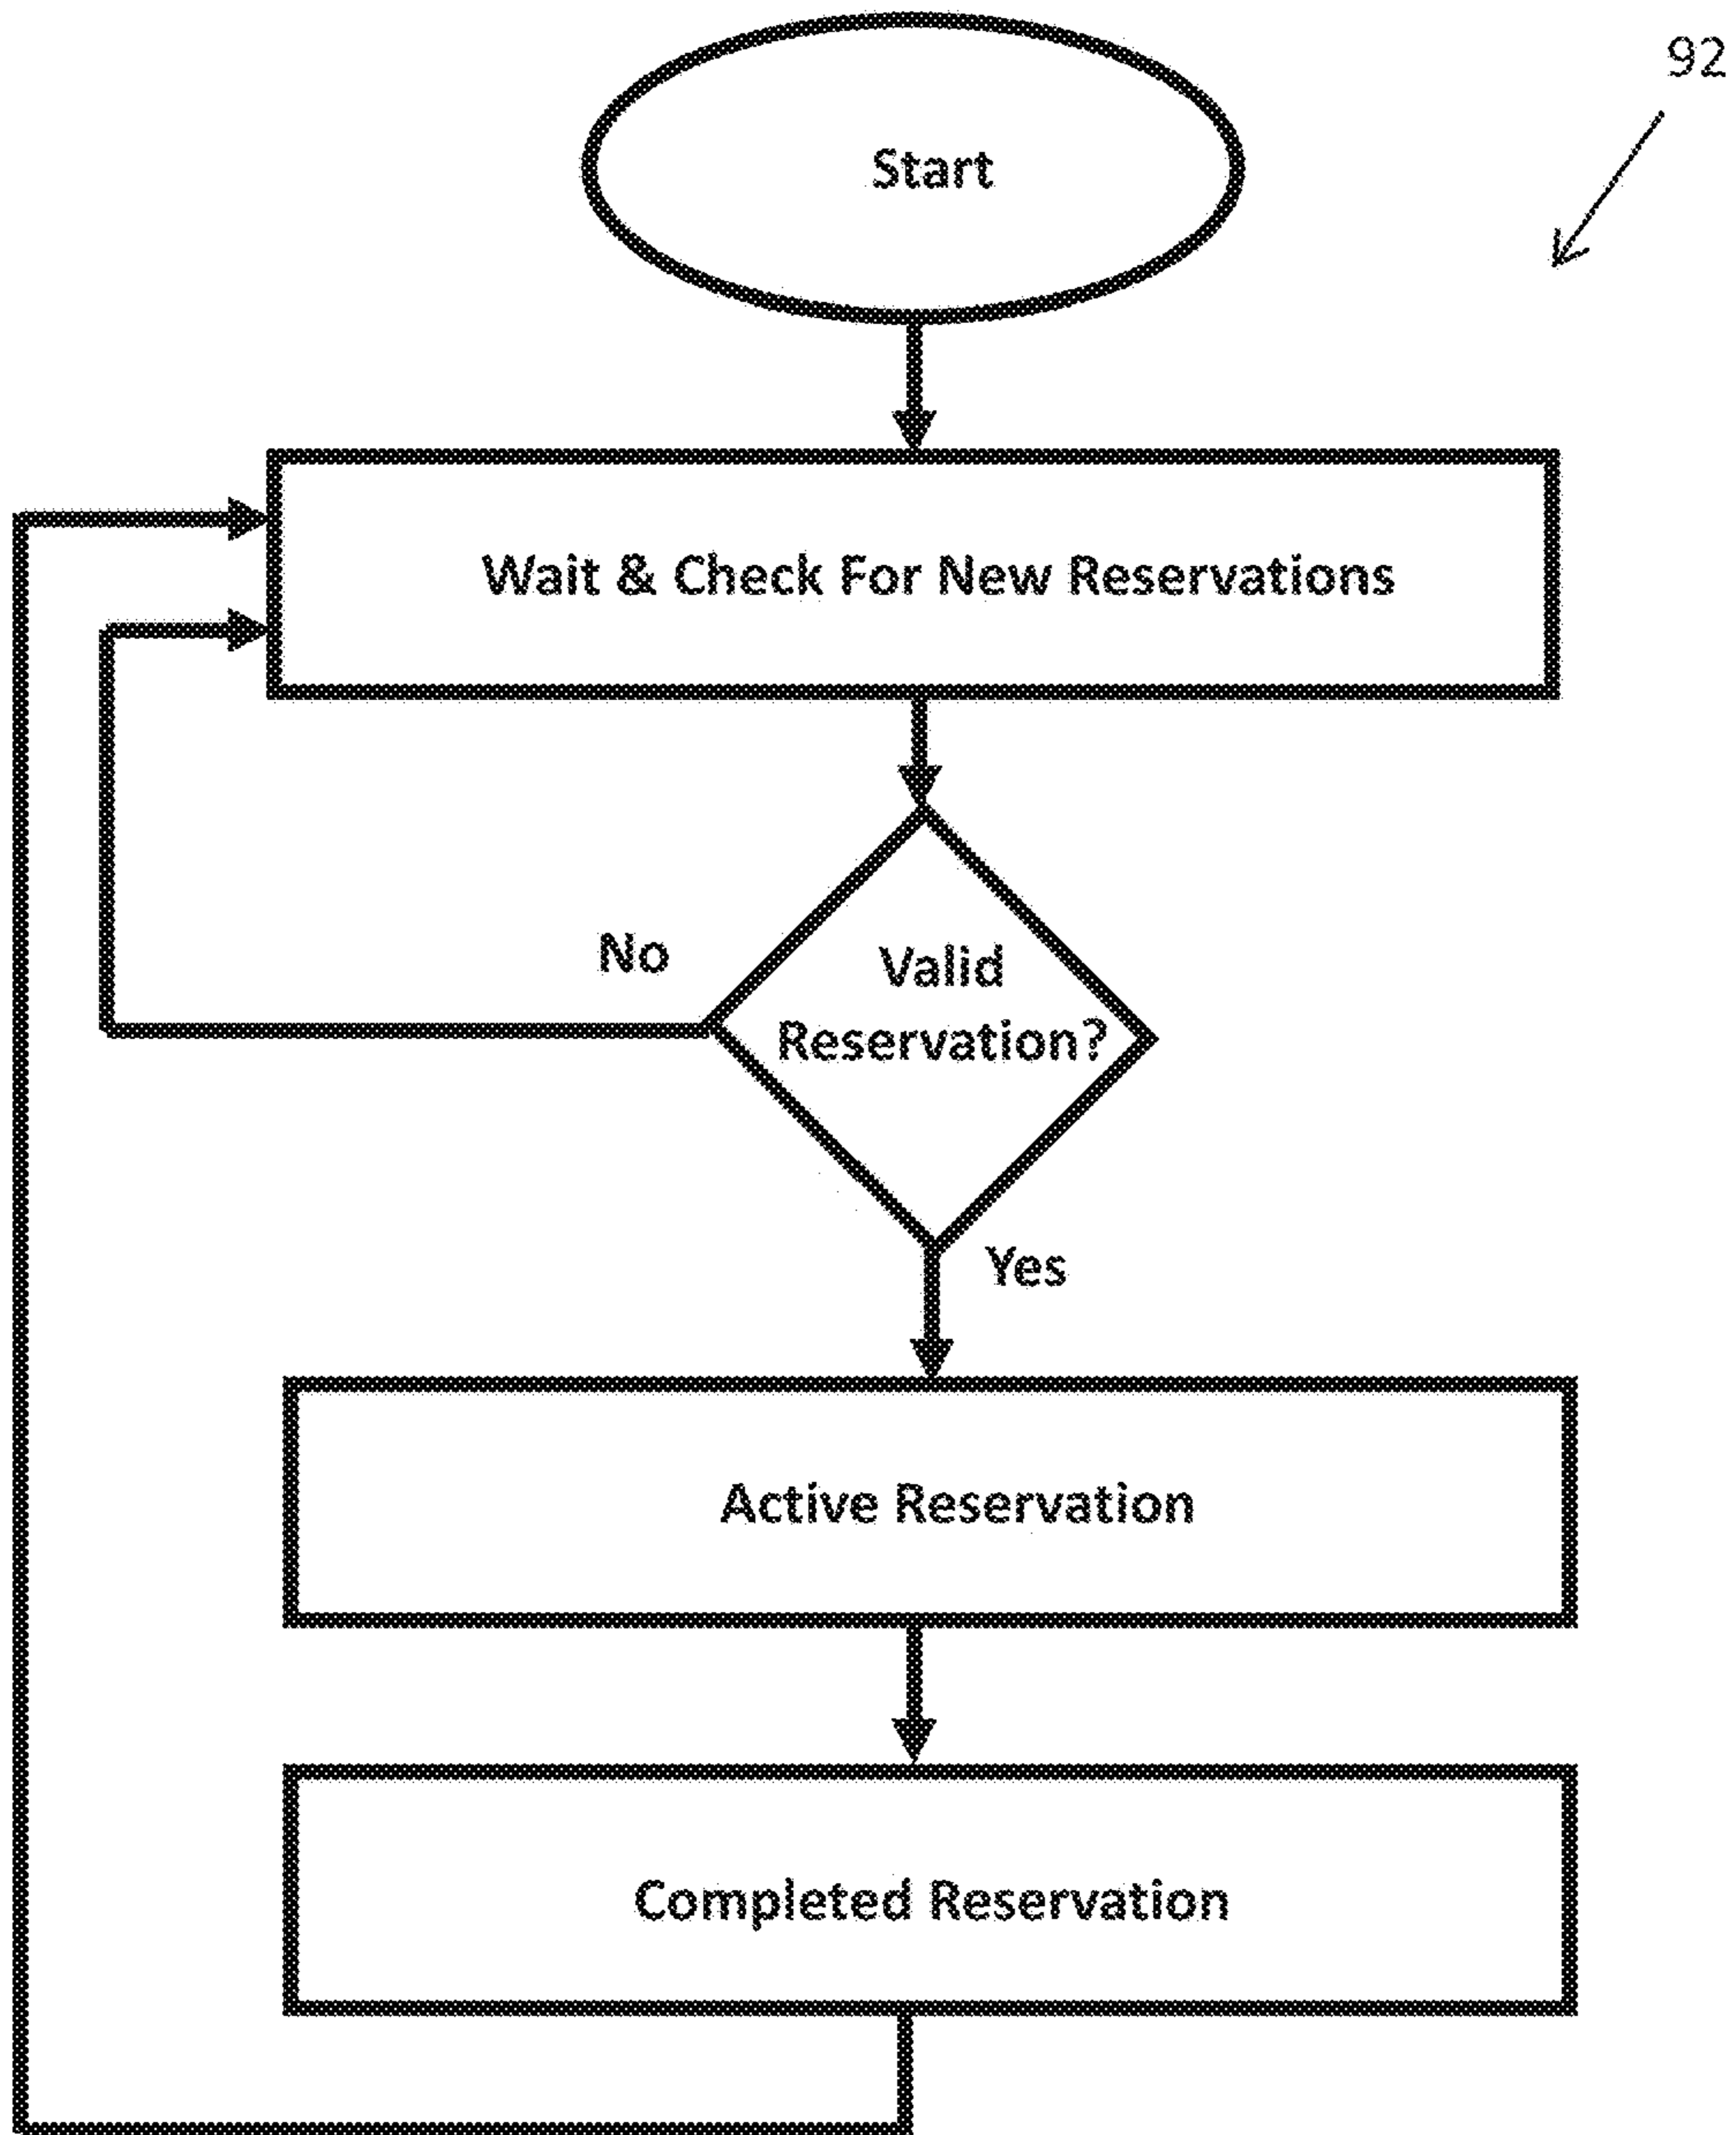 92
Start
Wait & Check For New Reservations
No
Valid
Reservation?
Yes
Active Reservation
Completed Reservation